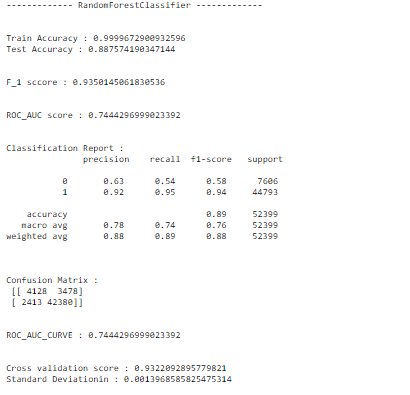 ------------- RandomForestClassifier -------------
Train Accuracy : 0.9999672900932596
Test Accuracy : 0.887574190347144
F_1 sccore : 0.9350145061830536
ROC_AUC score : 0.7444296999023392
Classification Report :
precision recall f1-score support
0 0.63 0.54 0.58 7606
1 0.92 0.95 0.94 44793
accuracy 0.89 52399
macro avg 0.78 0.74 0.76 52399
weighted avg 0.88 0.89 0.88 52399
Confusion Matrix :
[[ 4128 3478]
[ 2413 42380]]
ROC_AUC_CURVE : 0.7444296999023392
Cross validation score : 0.9322092895779821
Standard Deviationin : 0.0013968585825475314